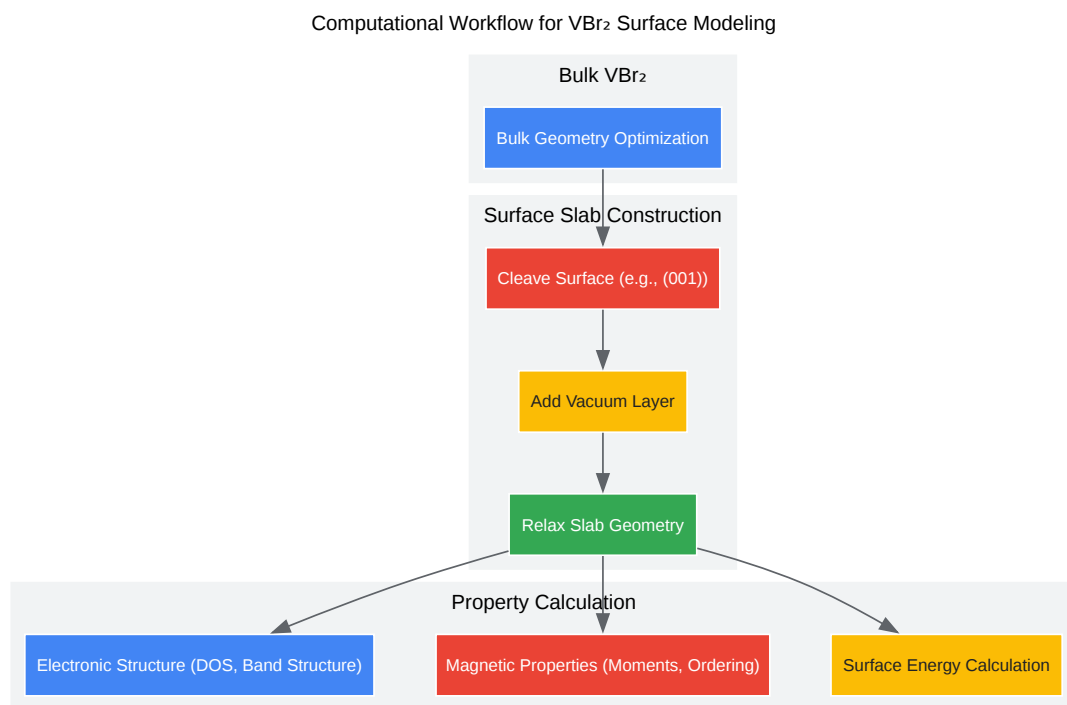 Computational Workflow for VBr₂ Surface Modeling
Bulk VBr₂
Bulk Geometry Optimization
Surface Slab Construction
Cleave Surface (e.g., (001))
Add Vacuum Layer
Relax Slab Geometry
Property Calculation
Electronic Structure (DOS, Band Structure)
Magnetic Properties (Moments, Ordering)
Surface Energy Calculation